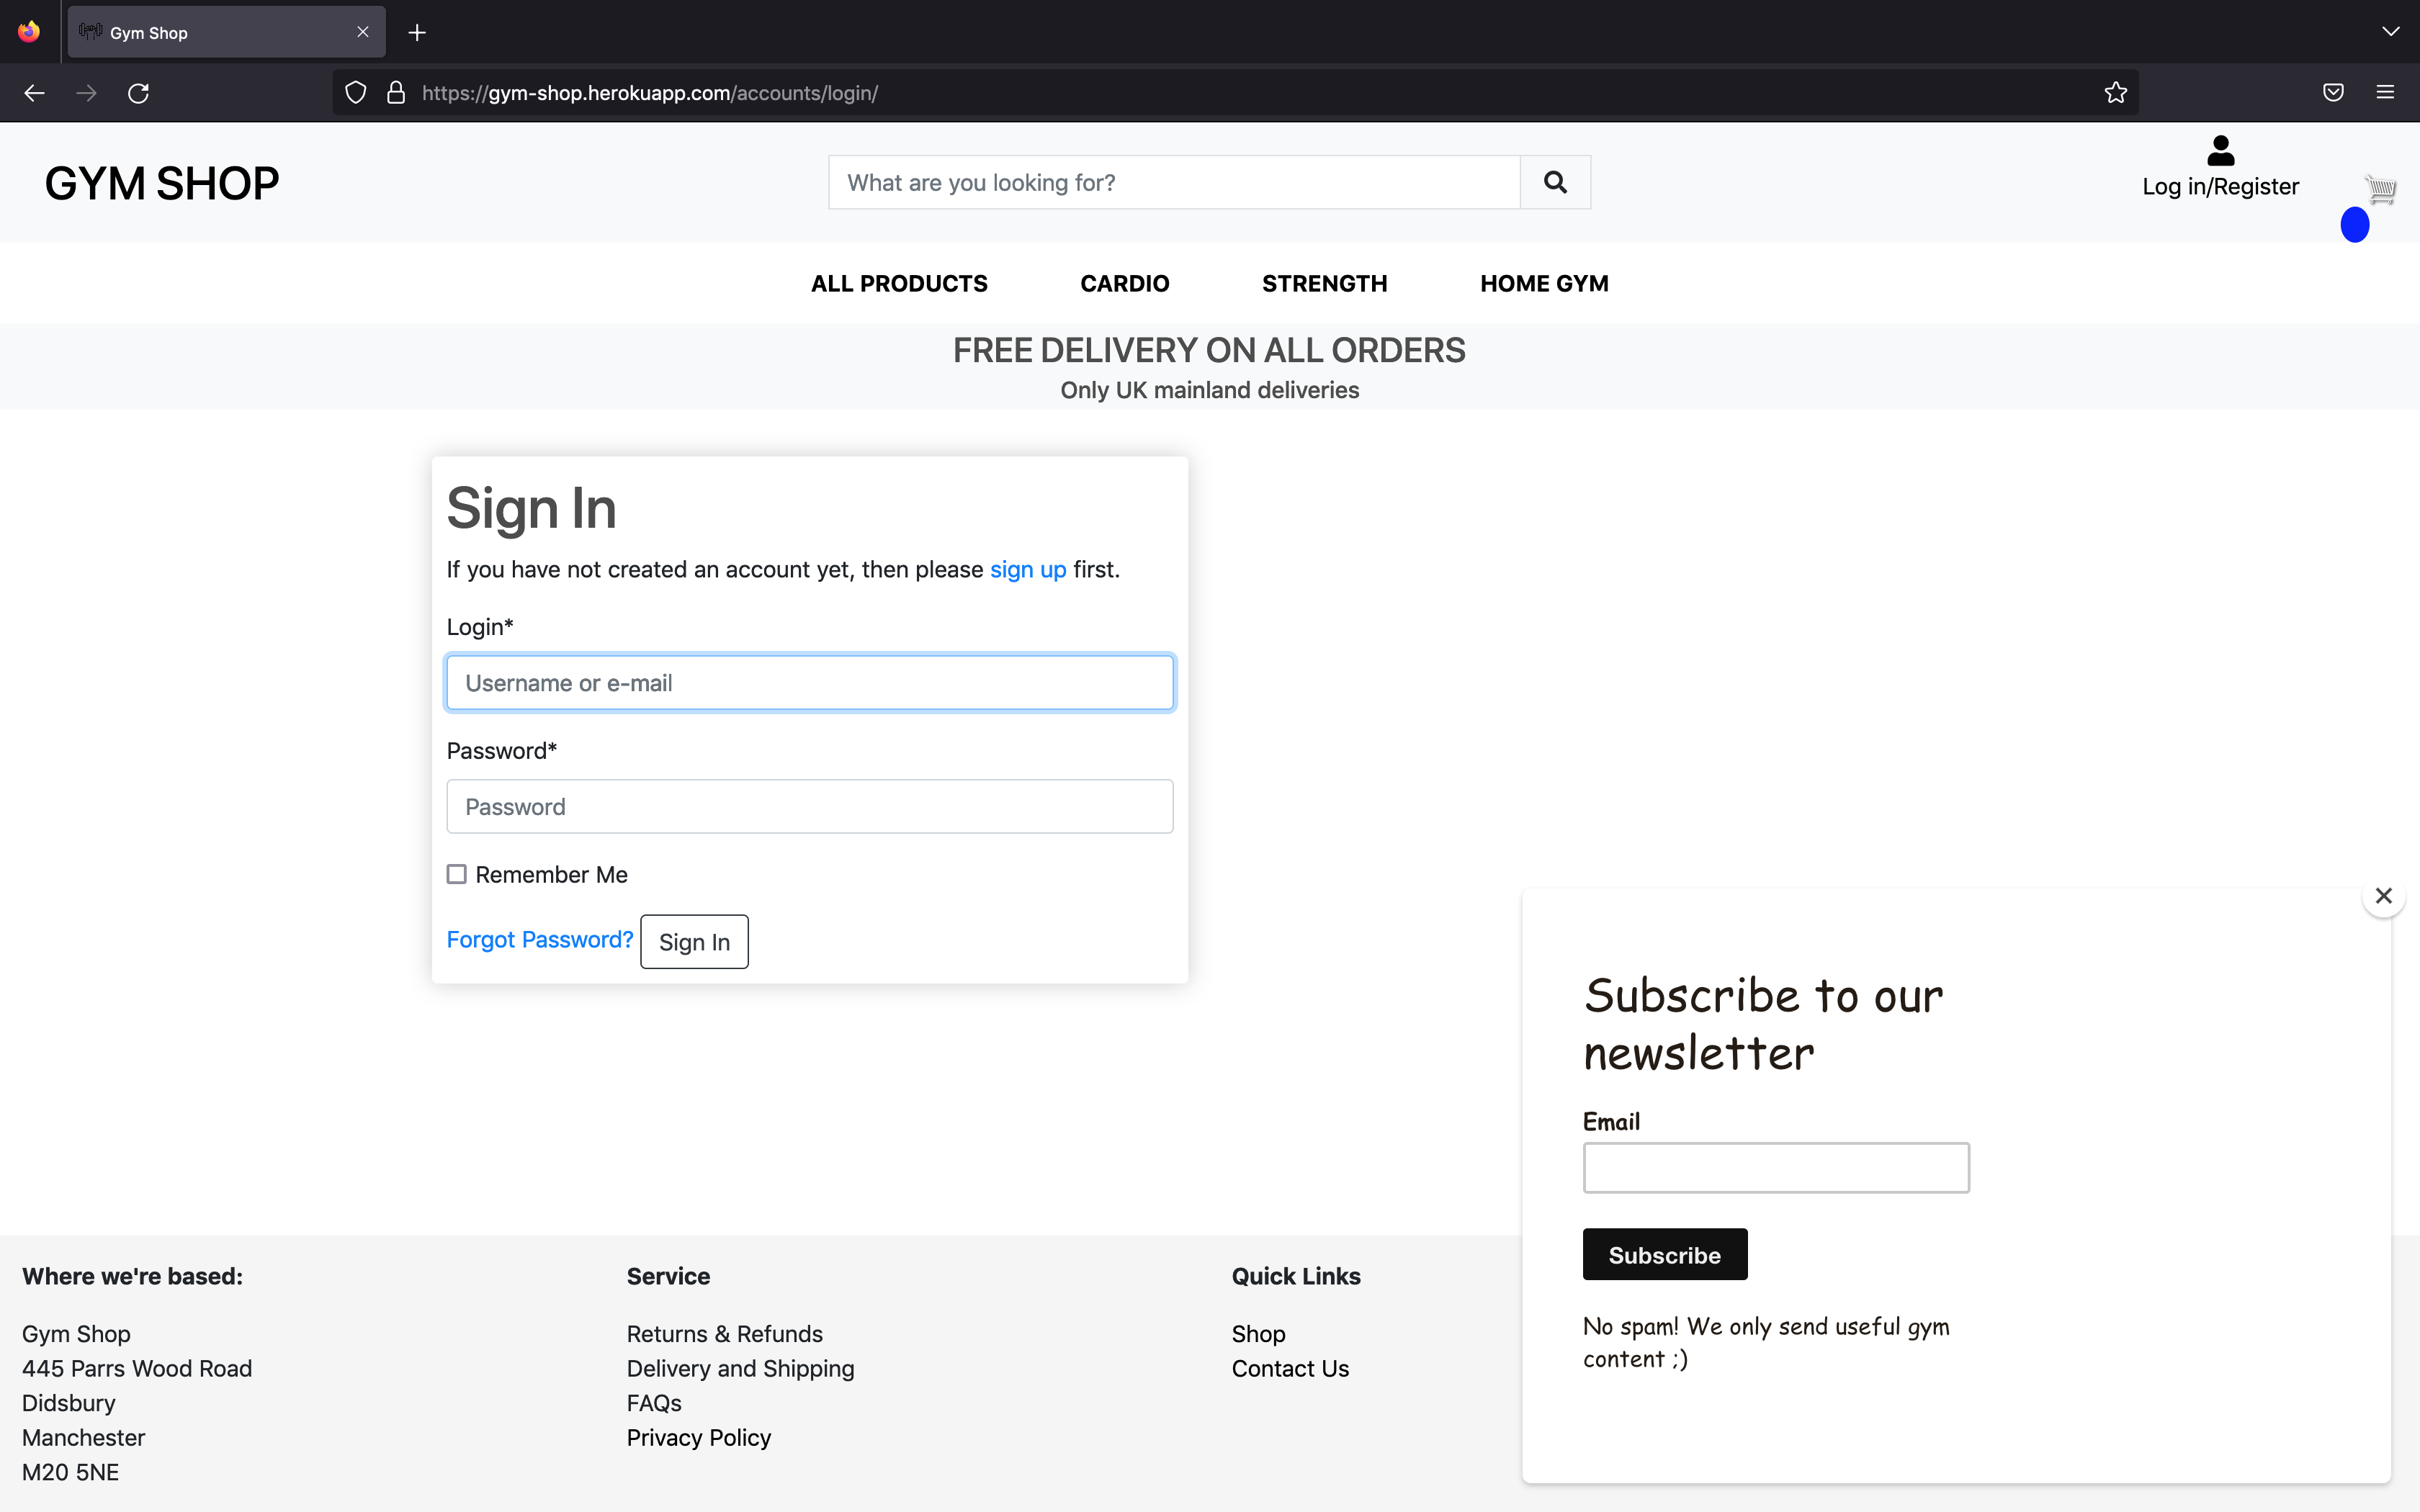 Gym Shop
https://gym-shop.herokuapp.com/accounts/login/
GYM SHOP
What are you looking for?
Log in/Register
ALL PRODUCTS
CARDIO
STRENGTH
HOME GYM
FREE DELIVERY ON ALL ORDERS
Only UK mainland deliveries
Sign In
If you have not created an account yet, then please sign up first.
Login*
Username or e-mail
Password*
Password
Remember Me
Forgot Password?
Sign In
Subscribe to our
newsletter
Email
Subscribe
No spam! We only send useful gym
content ;)
Where we're based:
Gym Shop
445 Parrs Wood Road
Didsbury
Manchester
M20 5NE
Service
Returns & Refunds
Delivery and Shipping
FAQs
Privacy Policy
Quick Links
Shop
Contact Us